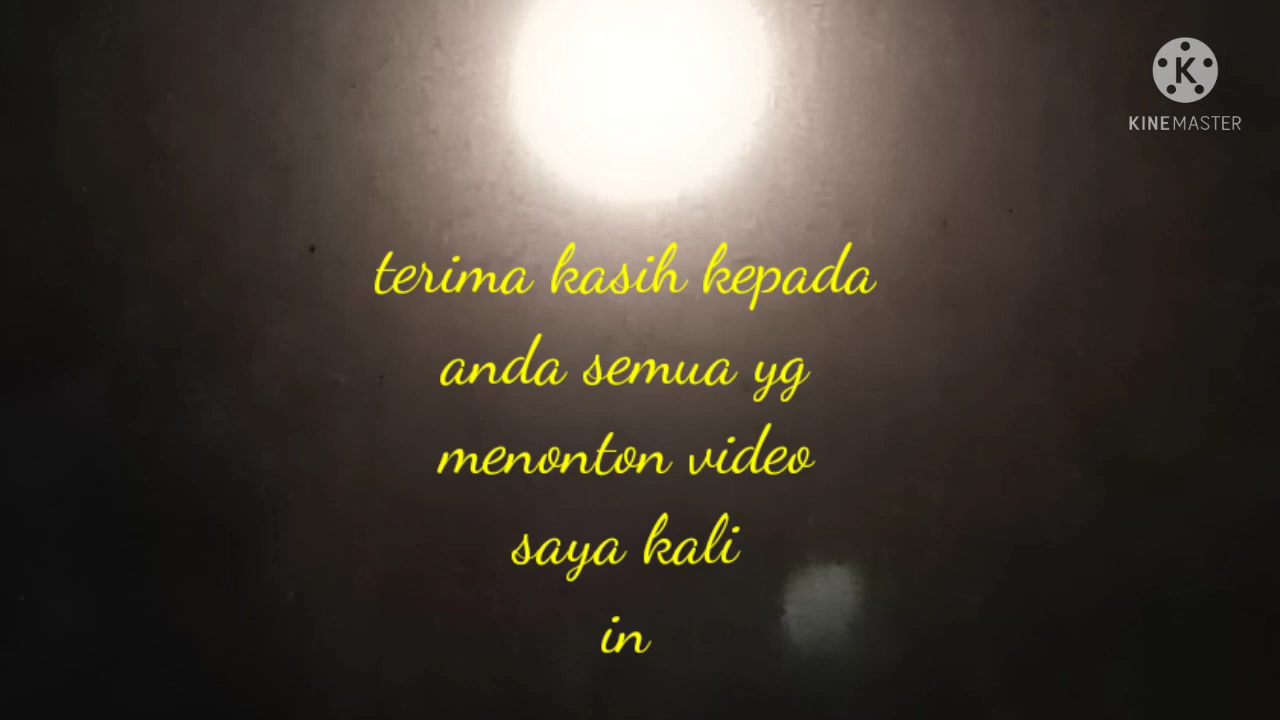 K
KINEMASTER
terima kasih kepada
anda semua yg
menonton video
saya kali
in